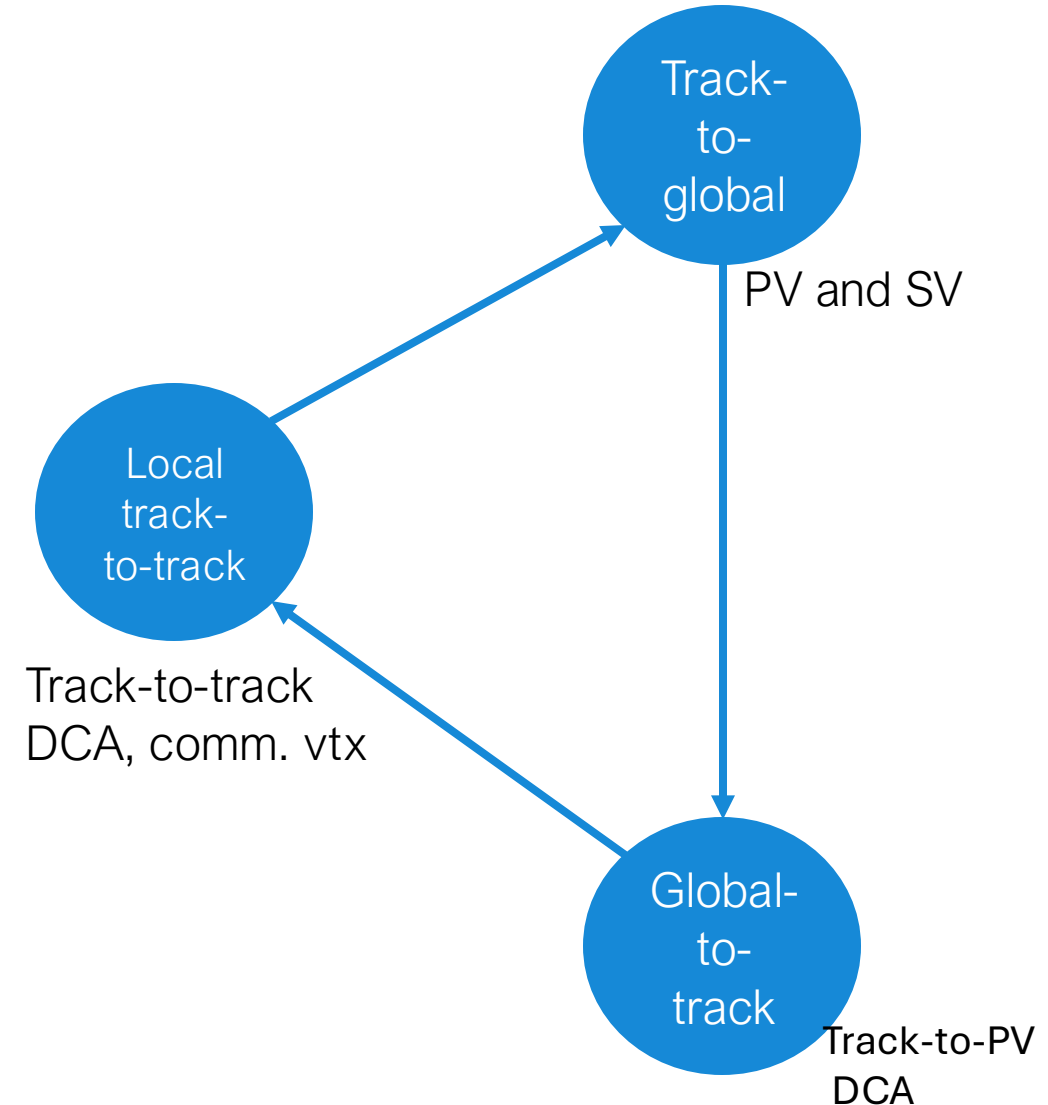 Track-
to-
global
PV and SV
Local
track-
to-track
Track-to-track
DCA, comm. vtx
Global-
to-
track
Track-to-PV
DCA